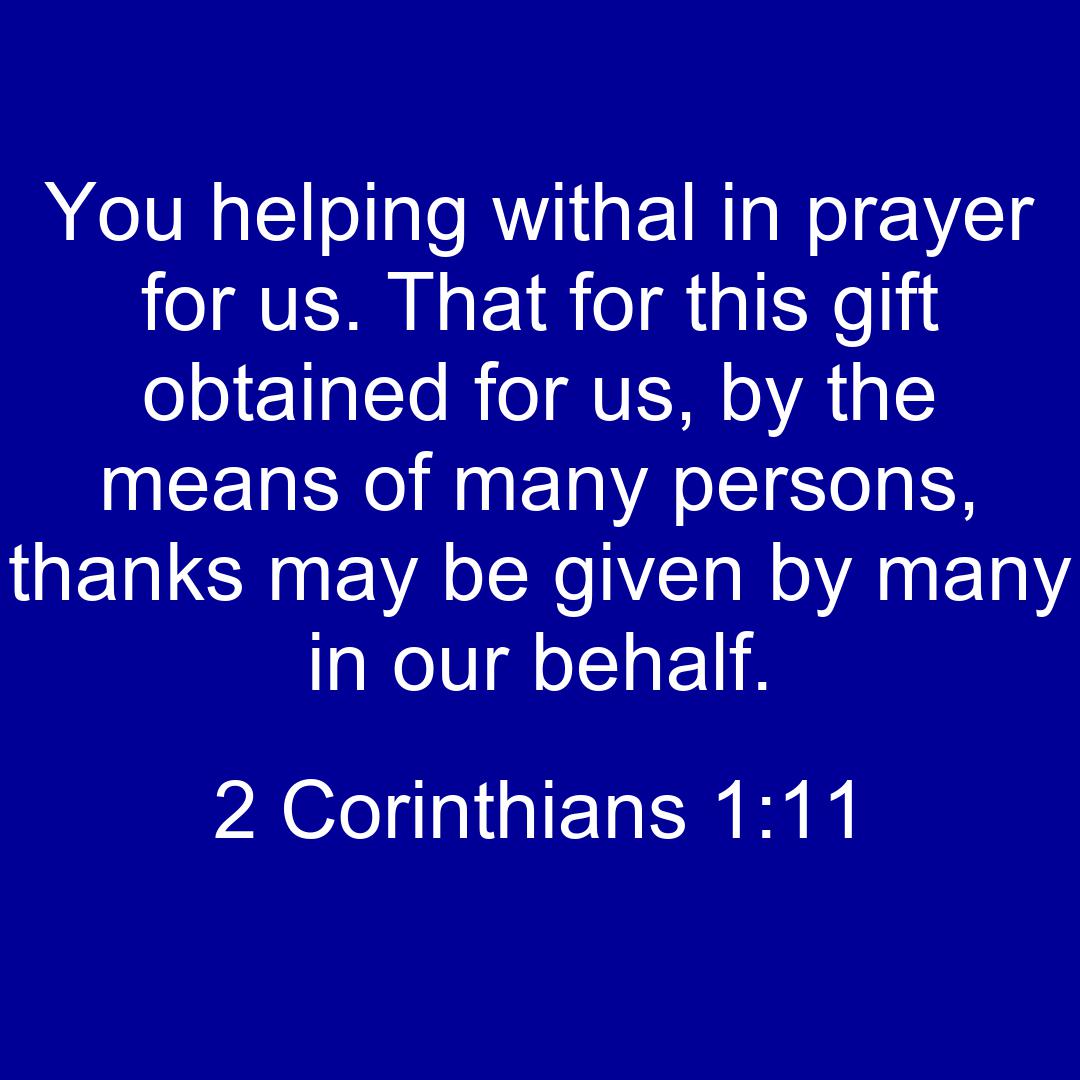 You helping withal in prayer
for us. That for this gift
obtained for us, by the
means of many persons,
thanks may be given by many
in our behalf.
2 Corinthians 1:11